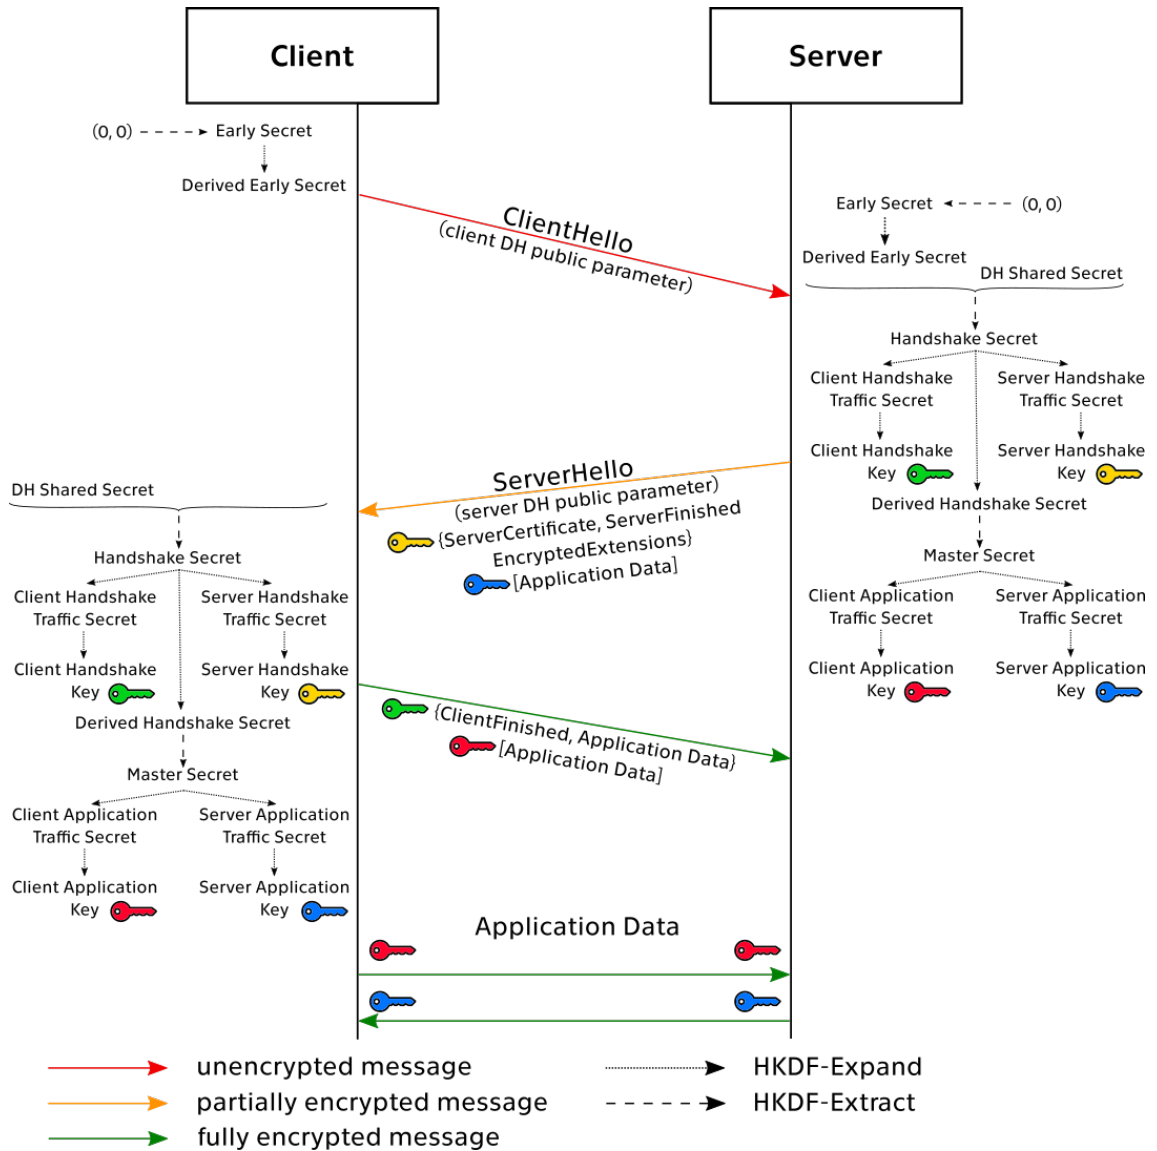 Client
Server
(0, 0)
Early Secret
Derived Early Secret
ClientHello
(client DH public parameter)
Early Secret
(0, 0)
Derived Early Secret
DH Shared Secret
Handshake Secret
Client Handshake
Traffic Secret
Server Handshake
Traffic Secret
Client Handshake
Key
Server Handshake
Key
Derived Handshake Secret
Master Secret
Client Application
Traffic Secret
Server Application
Traffic Secret
Client Application
Key
Server Application
Key
ServerHello
(server DH public parameter)
{ServerCertificate, ServerFinished
EncryptedExtensions}
[Application Data]
DH Shared Secret
Handshake Secret
Client Handshake
Traffic Secret
Server Handshake
Traffic Secret
Client Handshake
Key
Server Handshake
Key
Derived Handshake Secret
Master Secret
Client Application
Traffic Secret
Server Application
Traffic Secret
Client Application
Key
Server Application
Key
{ClientFinished, Application Data}
[Application Data]
Application Data
unencrypted message
partially encrypted message
fully encrypted message
HKDF-Expand
HKDF-Extract